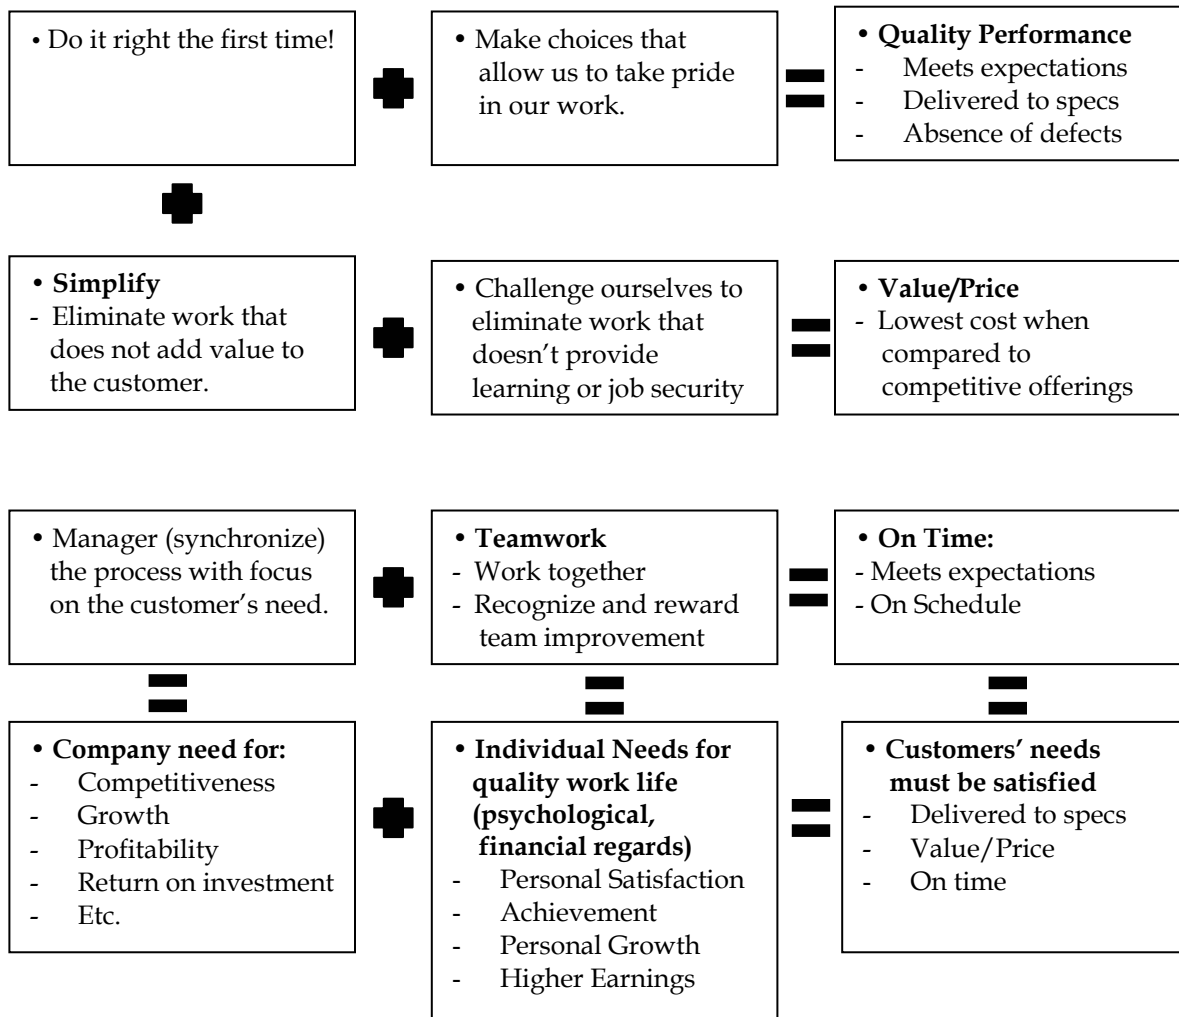 • Do it right the first time!
• Make choices that
allow us to take pride
in our work.
• Quality Performance
- Meets expectations
- Delivered to specs
- Absence of defects
• Simplify
- Eliminate work that
does not add value to
the customer.
• Challenge ourselves to
eliminate work that
doesn’t provide
learning or job security
• Value/Price
- Lowest cost when
compared to
competitive offerings
• Manager (synchronize)
the process with focus
on the customer’s need.
• Teamwork
- Work together
- Recognize and reward
team improvement
• On Time:
- Meets expectations
- On Schedule
• Company need for:
- Competitiveness
- Growth
- Profitability
- Return on investment
- Etc.
• Individual Needs for
quality work life
(psychological,
financial regards)
- Personal Satisfaction
- Achievement
- Personal Growth
- Higher Earnings
• Customers’ needs
must be satisfied
- Delivered to specs
- Value/Price
- On time